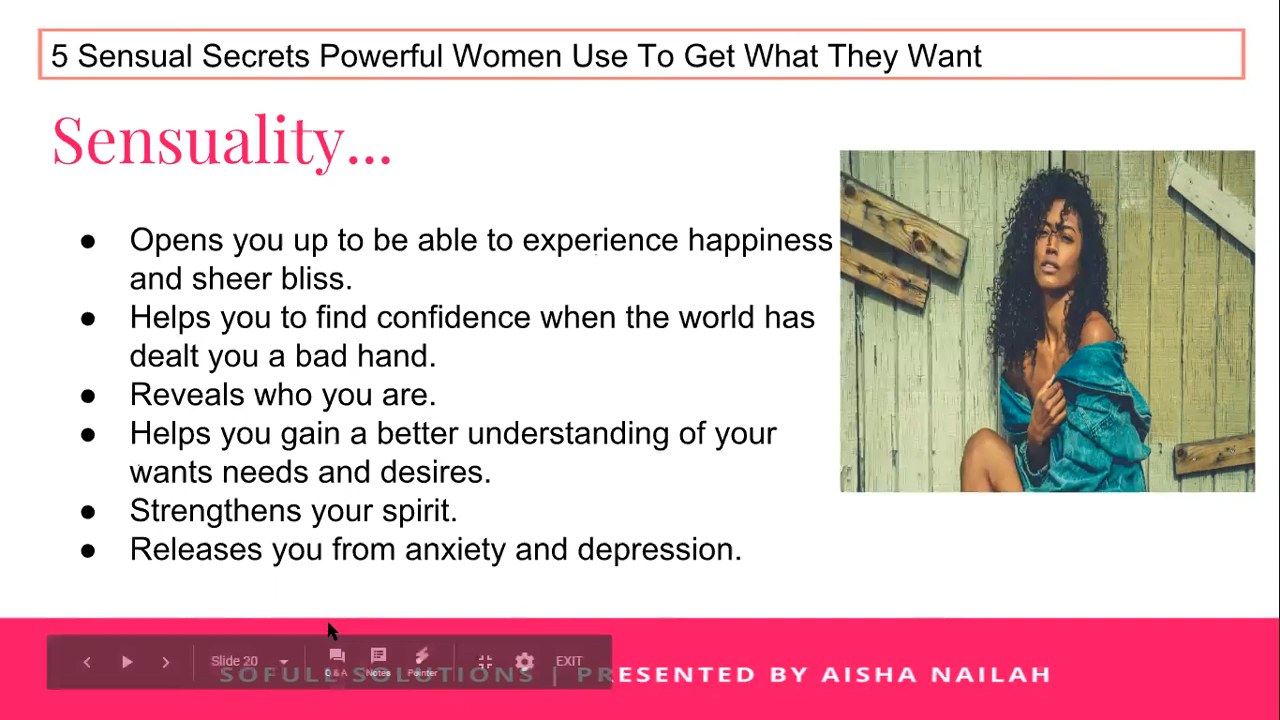 5 Sensual Secrets Powerful Women Use To Get What They Want
Sensuality...
● Opens you up to be able to experience happiness
and sheer bliss.
● Helps you to find confidence when the world has
dealt you a bad hand.
● Reveals who you are.
● Helps you gain a better understanding of your
wants needs and desires.
● Strengthens your spirit.
● Releases you from anxiety and depression.
Slide 20
Q & A
Notes
Pointer
EXIT
SOFULL SOLUTIONS | PRESENTED BY AISHA NAILAH